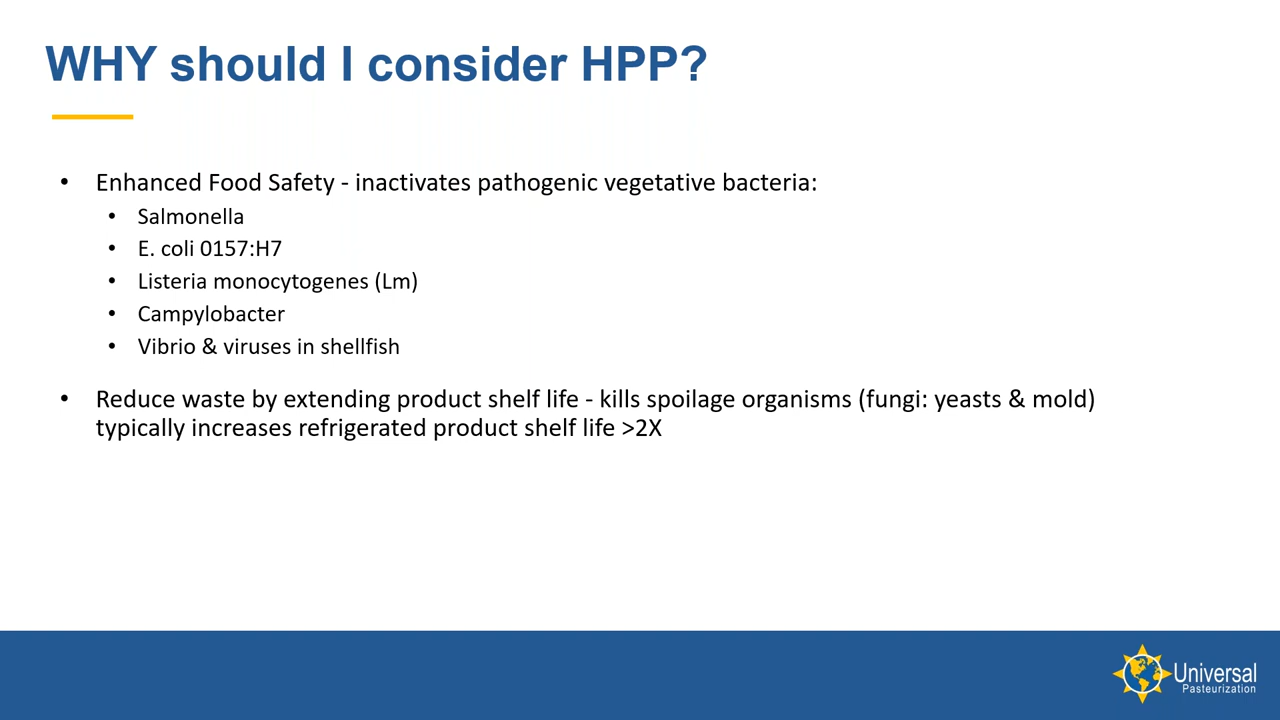 WHY should I consider HPP?
• Enhanced Food Safety - inactivates pathogenic vegetative bacteria:
• Salmonella
• E. coli 0157:H7
• Listeria monocytogenes (Lm)
• Campylobacter
• Vibrio & viruses in shellfish
• Reduce waste by extending product shelf life - kills spoilage organisms (fungi: yeasts & mold)
typically increases refrigerated product shelf life >2X
Universal
Pasteurization